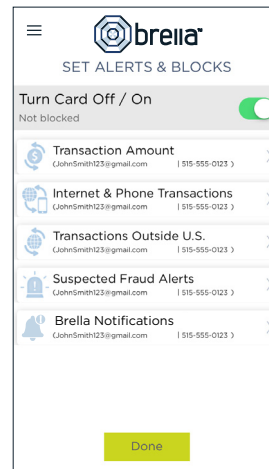 brella
SET ALERTS & BLOCKS
Turn Card Off / On
Not blocked
Transaction Amount
(JohnSmith123@gmail.com | 515-555-0123 )
Internet & Phone Transactions
(JohnSmith123@gmail.com | 515-555-0123 )
Transactions Outside U.S.
(JohnSmith123@gmail.com | 515-555-0123 )
Suspected Fraud Alerts
(JohnSmith123@gmail.com | 515-555-0123 )
Brella Notifications
(JohnSmith123@gmail.com | 515-555-0123 )
Done